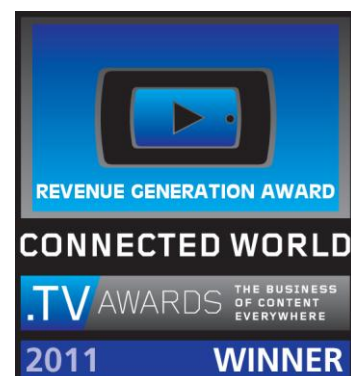 REVENUE GENERATION AWARD
CONNECTED WORLD
.TV AWARDS THE BUSINESS
OF CONTENT
EVERYWHERE
2011 WINNER